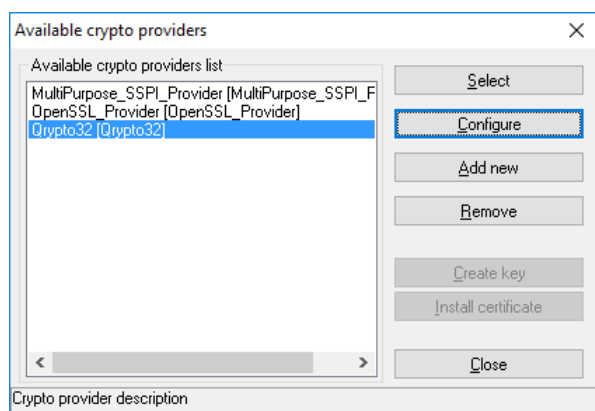 Available crypto providers
Available crypto providers list
MultiPurpose_SSPI_Provider [MultiPurpose_SSPI_F
OpenSSL_Provider [OpenSSL_Provider]
Qrypto32 [Qrypto32]
Select
Configure
Add new
Remove
Create key
Install certificate
Close
Crypto provider description